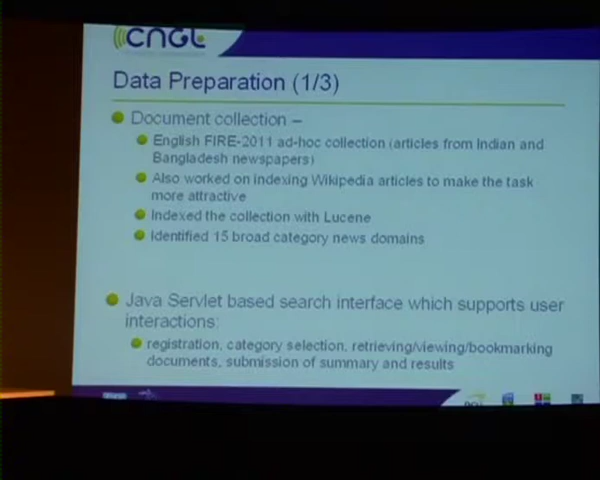 CNGL
Data Preparation (1/3)
Document collection –
English FIRE-2011 ad-hoc collection (articles from Indian and
Bangladesh newspapers)
Also worked on indexing Wikipedia articles to make the task
more attractive
Indexed the collection with Lucene
Identified 15 broad category news domains
Java Servlet based search interface which supports user
interactions:
registration, category selection, retrieving/viewing/bookmarking
documents, submission of summary and results